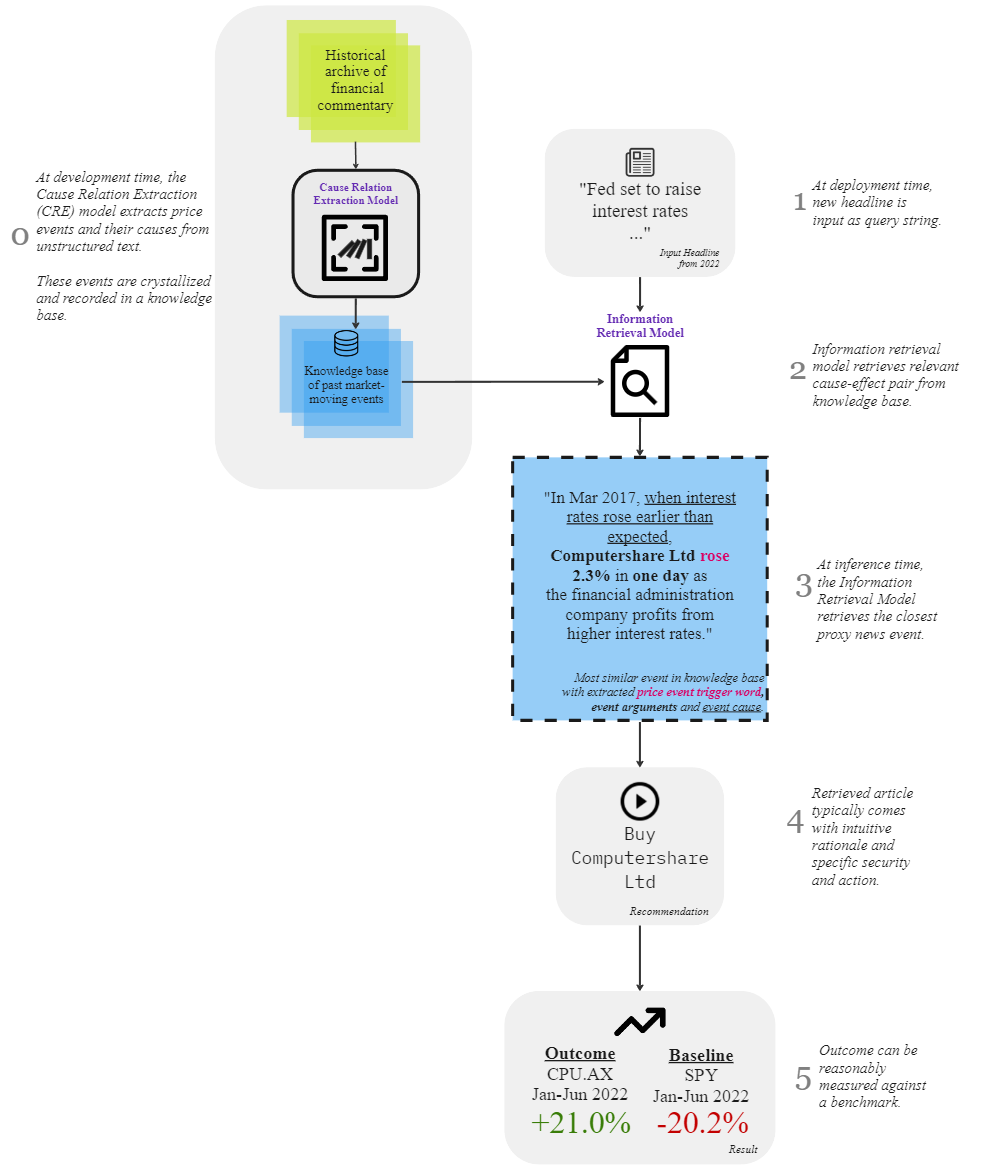 Historical
archive of
financial
commentary
Cause Relation
Extraction Model
Knowledge base
of past market-
moving events
0
At development time, the
Cause Relation Extraction
(CRE) model extracts price
events and their causes from
unstructured text.
These events are crystallized
and recorded in a knowledge
base.
"Fed set to raise
interest rates
..."
Input Headline
from 2022
1
At deployment time,
new headline is
input as query string.
Information
Retrieval Model
2
Information retrieval
model retrieves relevant
cause-effect pair from
knowledge base.
"In Mar 2017, when interest
rates rose earlier than
expected,
Computershare Ltd rose
2.3% in one day as
the financial administration
company profits from
higher interest rates."
Most similar event in knowledge base
with extracted price event trigger word,
event arguments and event cause.
3
At inference time,
the Information
Retrieval Model
retrieves the closest
proxy news event.
Buy
Computershare
Ltd
Recommendation
4
Retrieved article
typically comes
with intuitive
rationale and
specific security
and action.
Outcome
CPU.AX
Jan-Jun 2022
+21.0%
Baseline
SPY
Jan-Jun 2022
-20.2%
Result
5
Outcome can be
reasonably
measured against
a benchmark.